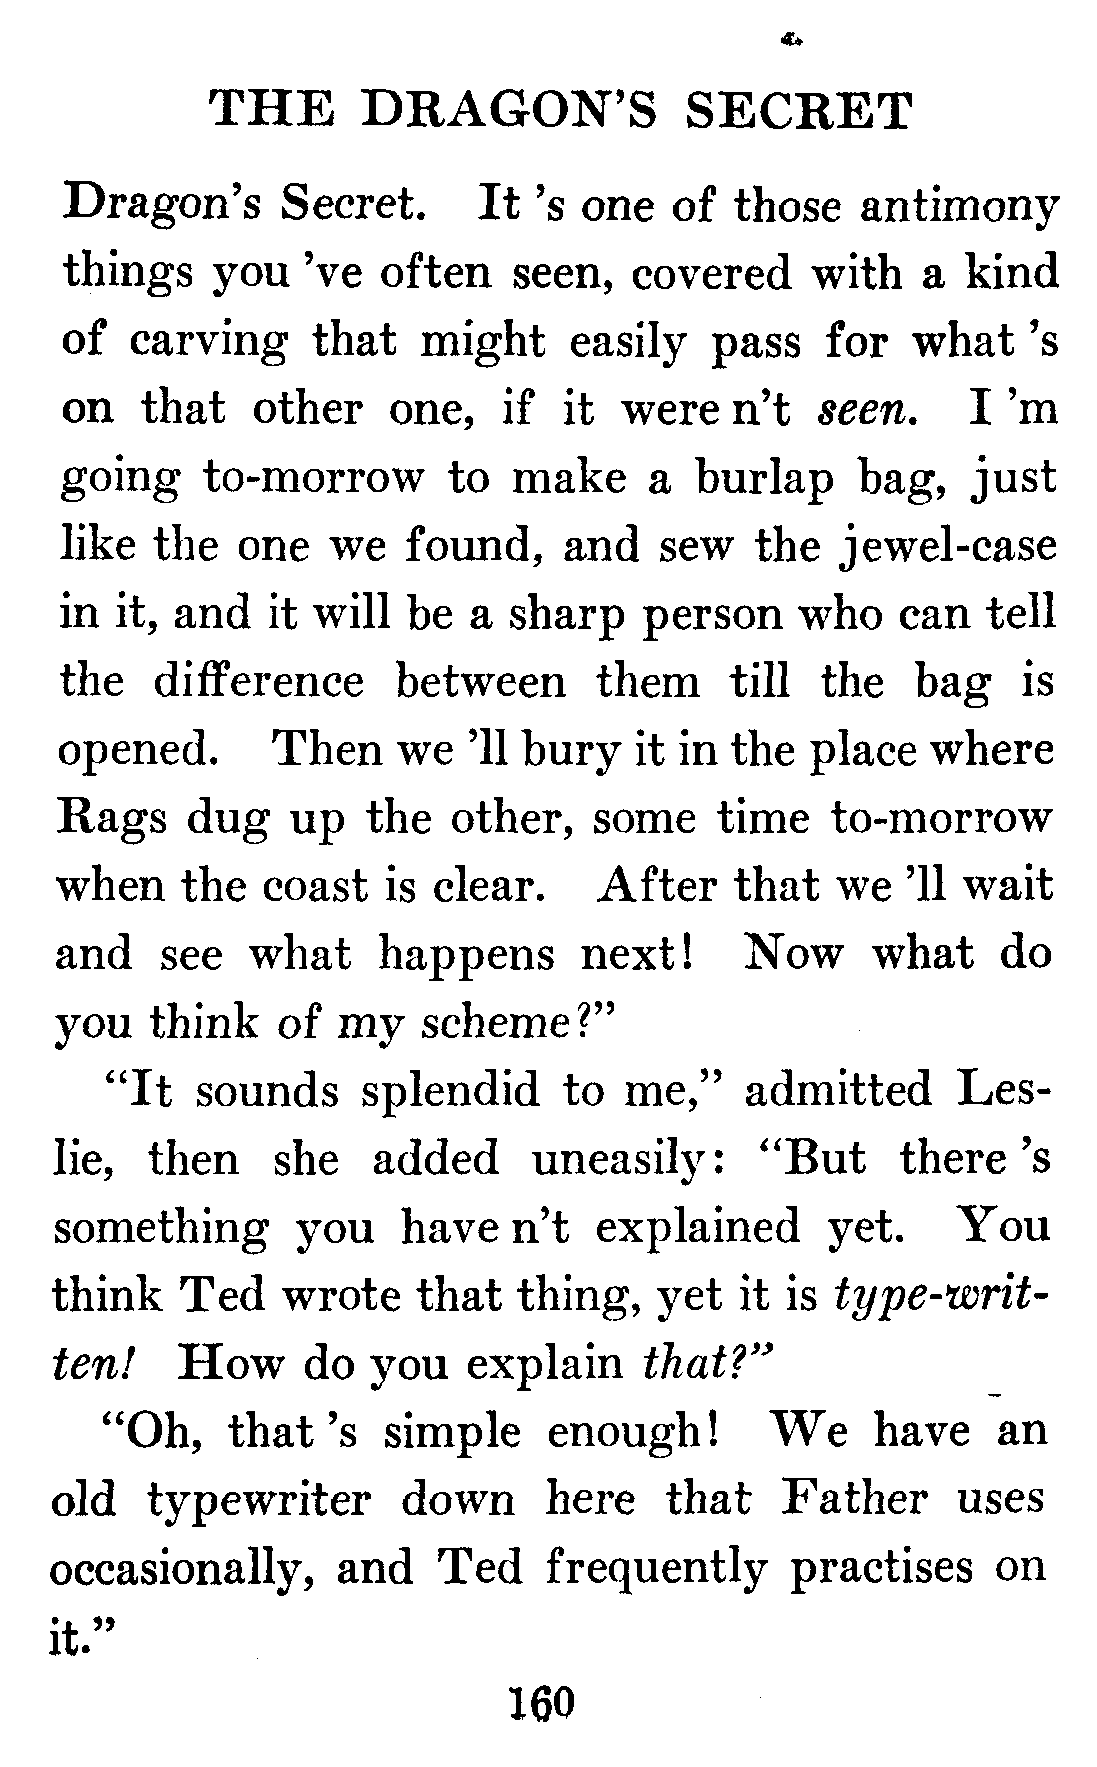 THE DRAGON'S SECRET
Dragon's Secret. It 's one of those antimony
things you 've often seen, covered with a kind
of carving that might easily pass for what 's
on that other one, if it were n't seen. I 'm
going to-morrow to make a burlap bag, just
like the one we found, and sew the jewel-case
in it, and it will be a sharp person who can tell
the difference between them till the bag is
opened. Then we 'll bury it in the place where
Rags dug up the other, some time to-morrow
when the coast is clear. After that we 'll wait
and see what happens next! Now what do
you think of my scheme?"
"It sounds splendid to me," admitted Les-
lie, then she added uneasily: "But there 's
something you have n't explained yet. You
think Ted wrote that thing, yet it is type-writ-
ten! How do you explain that?"
"Oh, that 's simple enough! We have an
old typewriter down here that Father uses
occasionally, and Ted frequently practises on
it."
160